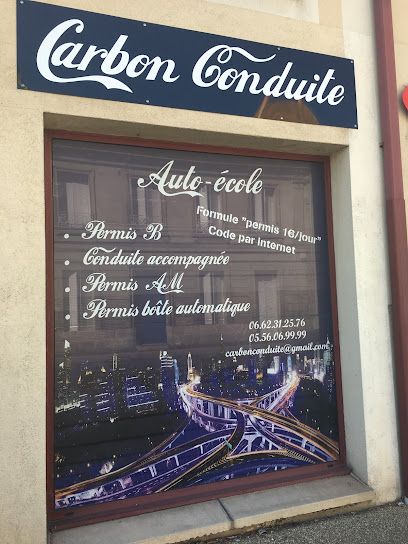 Carbon Conduite
Auto-école
Formule "permis 1€/jour"
Code par internet
. Permis B
. Conduite accompagnée
. Permis AM
. Permis boîte automatique
06.62.31.25.76
05.56.06.99.99
carbonconduite@gmail.com